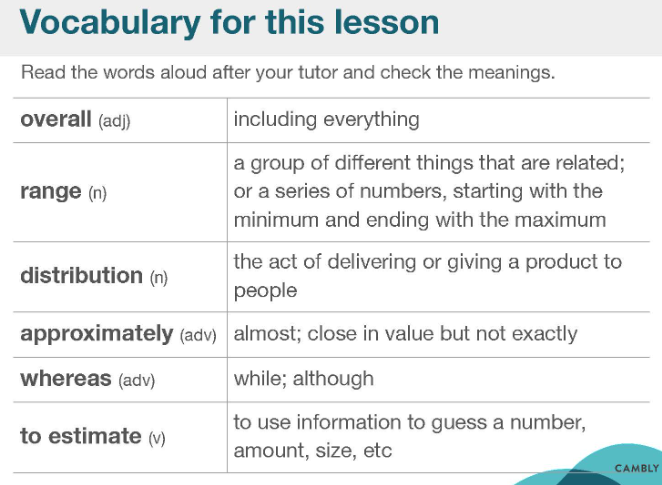 Vocabulary for this lesson
Read the words aloud after your tutor and check the meanings.
overall (adj)
including everything
range (n)
a group of different things that are related;
or a series of numbers, starting with the
minimum and ending with the maximum
distribution (n)
the act of delivering or giving a product to
people
approximately (adv)
almost; close in value but not exactly
whereas (adv)
while; although
to estimate (v)
to use information to guess a number,
amount, size, etc
CAMBLY